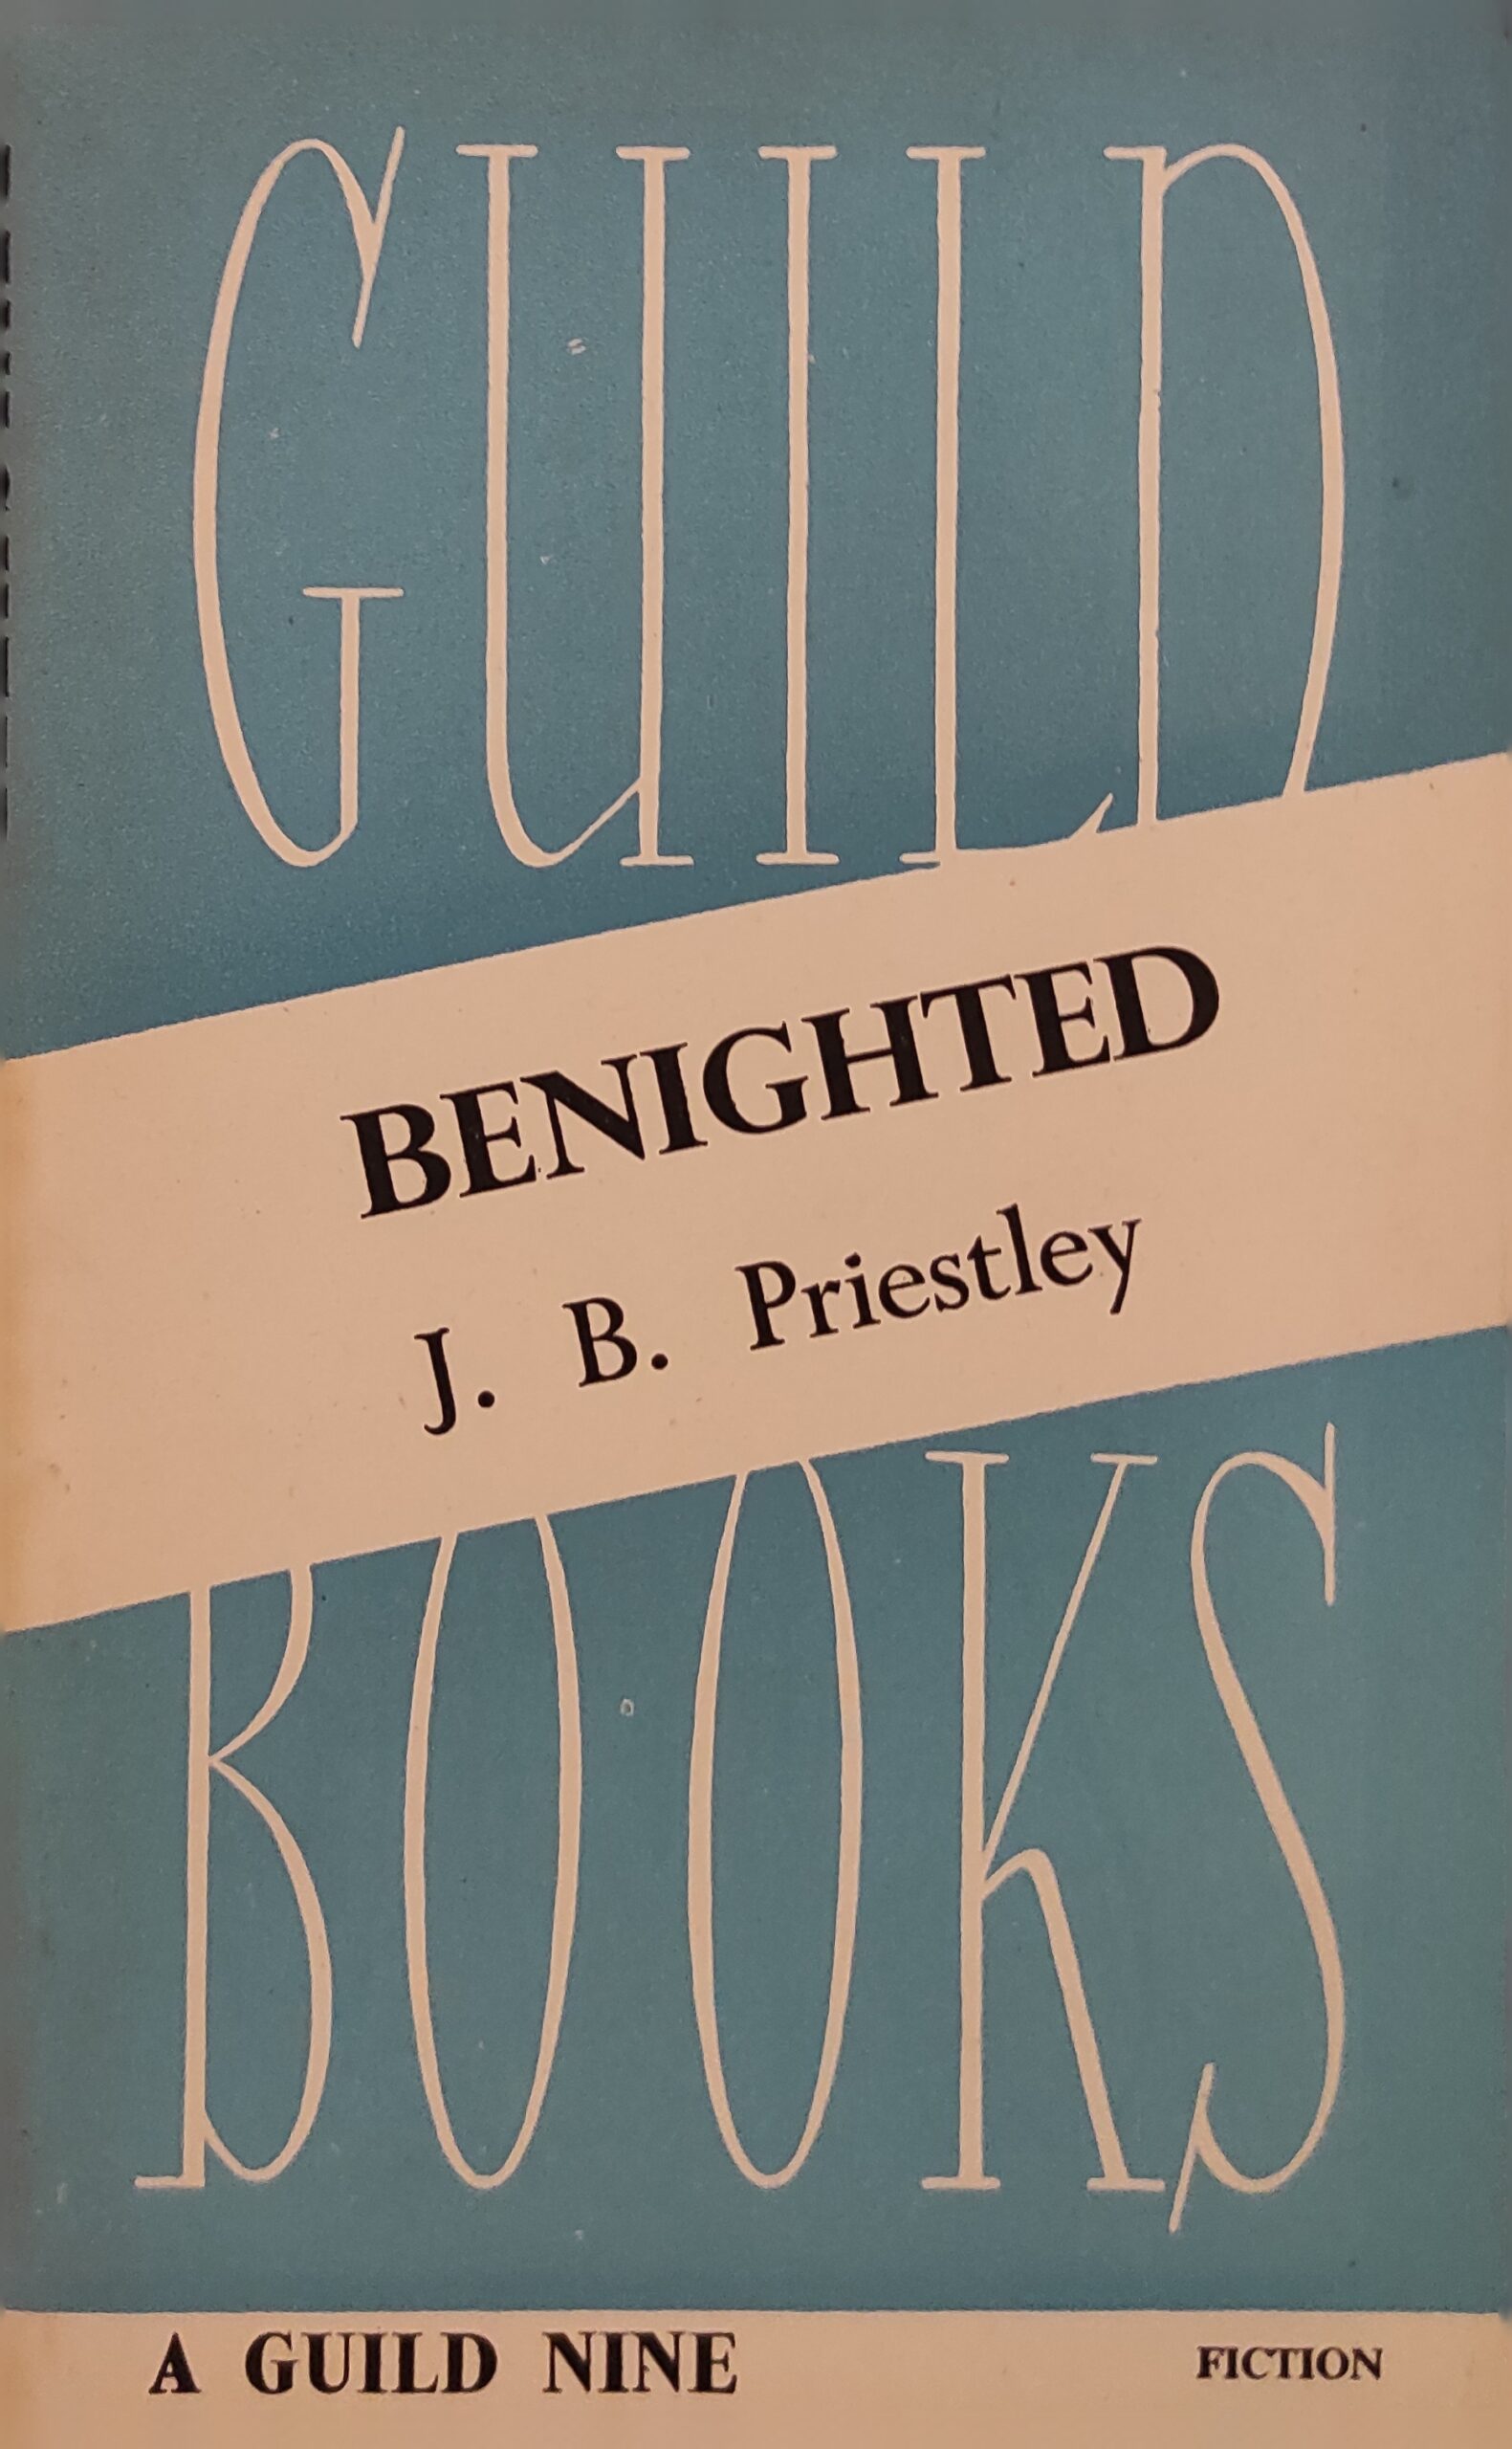 GUILD
BENIGHTED
J. B. Priestley
BOOKS
A GUILD NINE
FICTION